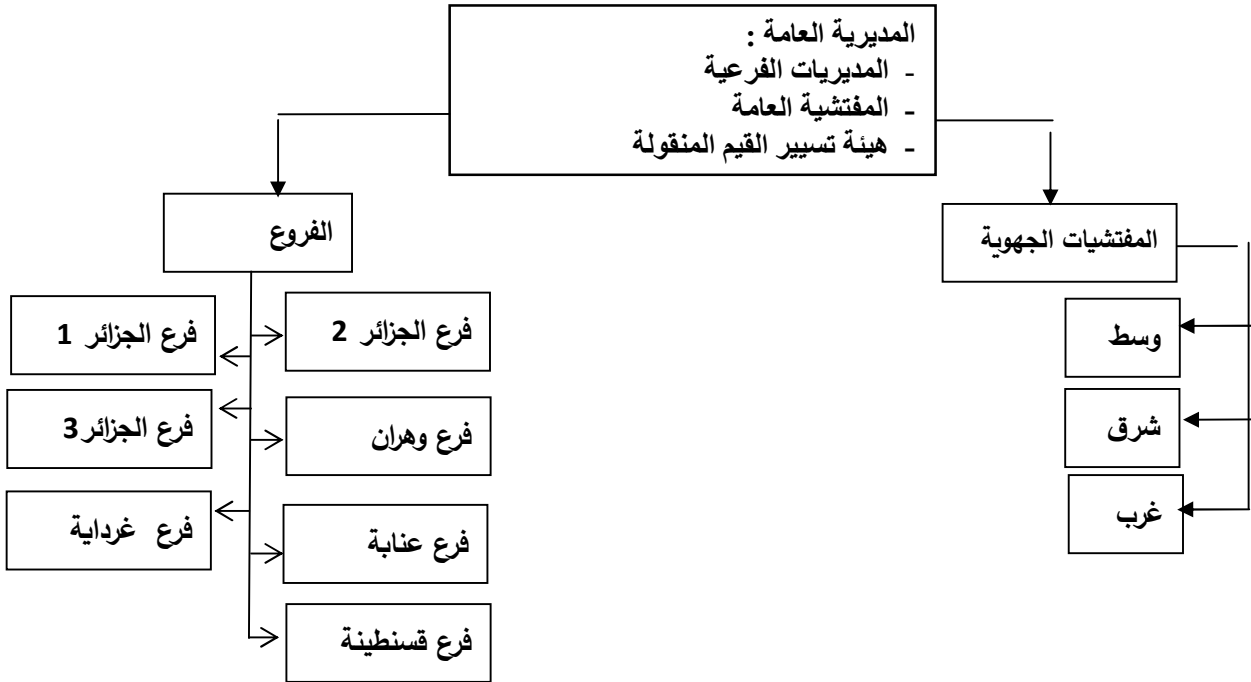 المديرية العامة :
- المديريات الفرعية
- المفتشية العامة
- هيئة تسيير القيم المنقولة
المفتشيات الجهوية
وسط
شرق
غرب
الفروع
فرع الجزائر 2
فرع الجزائر 1
فرع وهران
فرع الجزائر3
فرع عنابة
فرع غرداية
فرع قسنطينة